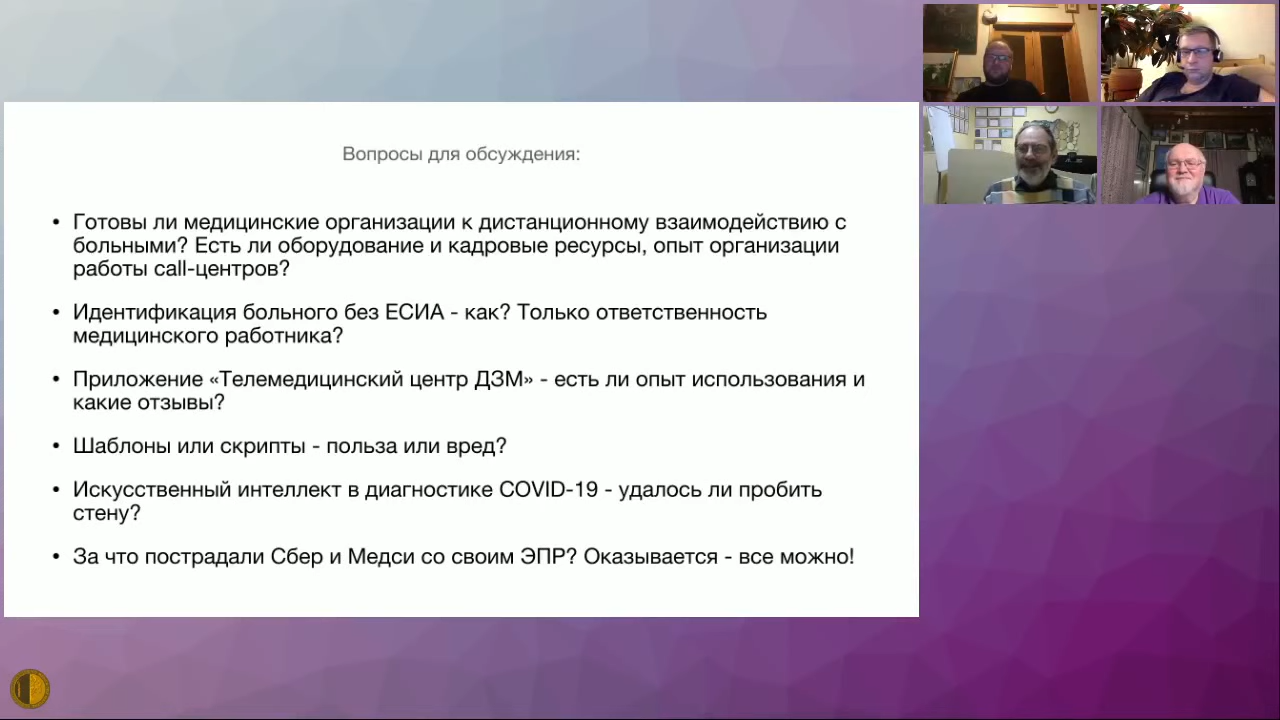 Вопросы для обсуждения:
• Готовы ли медицинские организации к дистанционному взаимодействию с
больными? Есть ли оборудование и кадровые ресурсы, опыт организации
работы call-центров?
• Идентификация больного без ЕСИА - как? Только ответственность
медицинского работника?
• Приложение «Телемедицинский центр ДЗМ» - есть ли опыт использования и
какие отзывы?
• Шаблоны или скрипты - польза или вред?
• Искусственный интеллект в диагностике COVID-19 - удалось ли пробить
стену?
• За что пострадали Сбер и Медси со своим ЭПР? Оказывается - все можно!